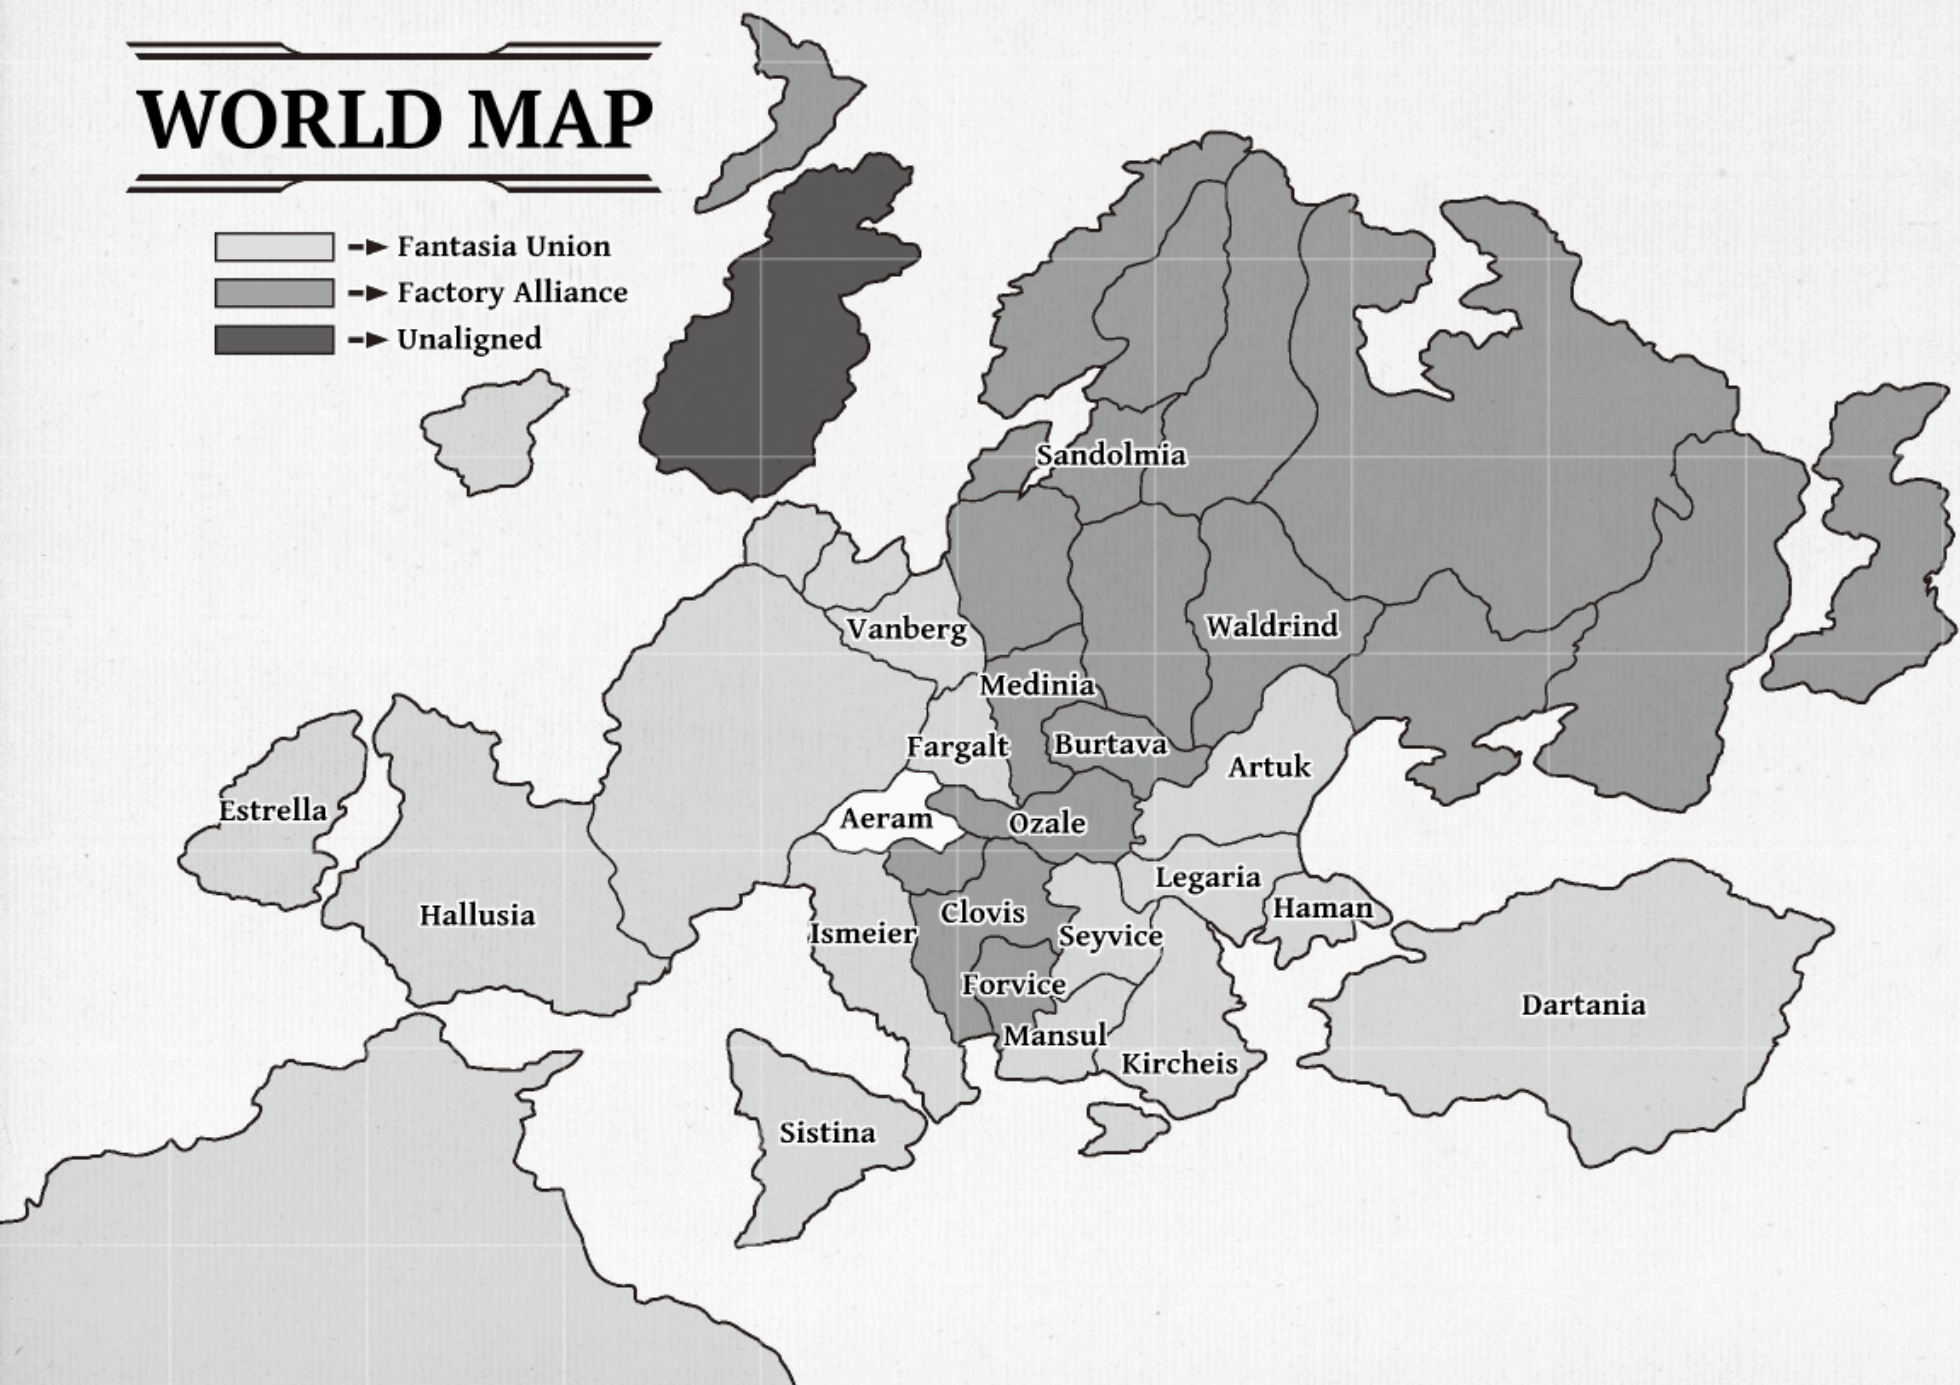 WORLD MAP
Fantasia Union
Factory Alliance
Unaligned
Sandolmia
Vanberg
Waldrind
Medinia
Fargalt
Burtava
Artuk
Estrella
Aeram
Ozale
Hallusia
Legaria
Clovis
Haman
Ismeier
Seyvice
Forvice
Dartania
Mansul
Kircheis
Sistina